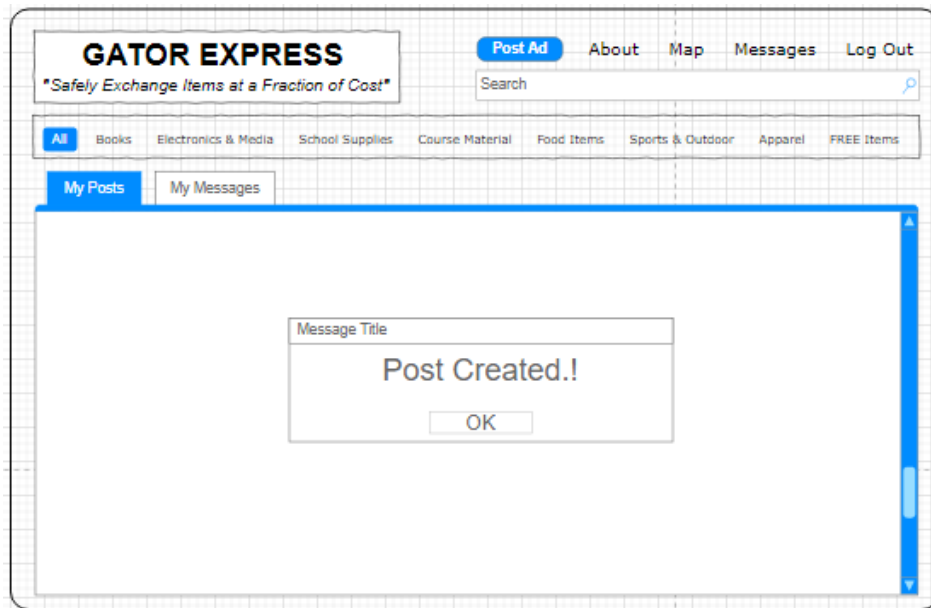 GATOR EXPRESS
"Safely Exchange Items at a Fraction of Cost"
Post Ad About Map Messages Log Out
Search
All Books Electronics & Media School Supplies Course Material Food Items Sports & Outdoor Apparel FREE Items
My Posts My Messages
Message Title
Post Created.!
OK